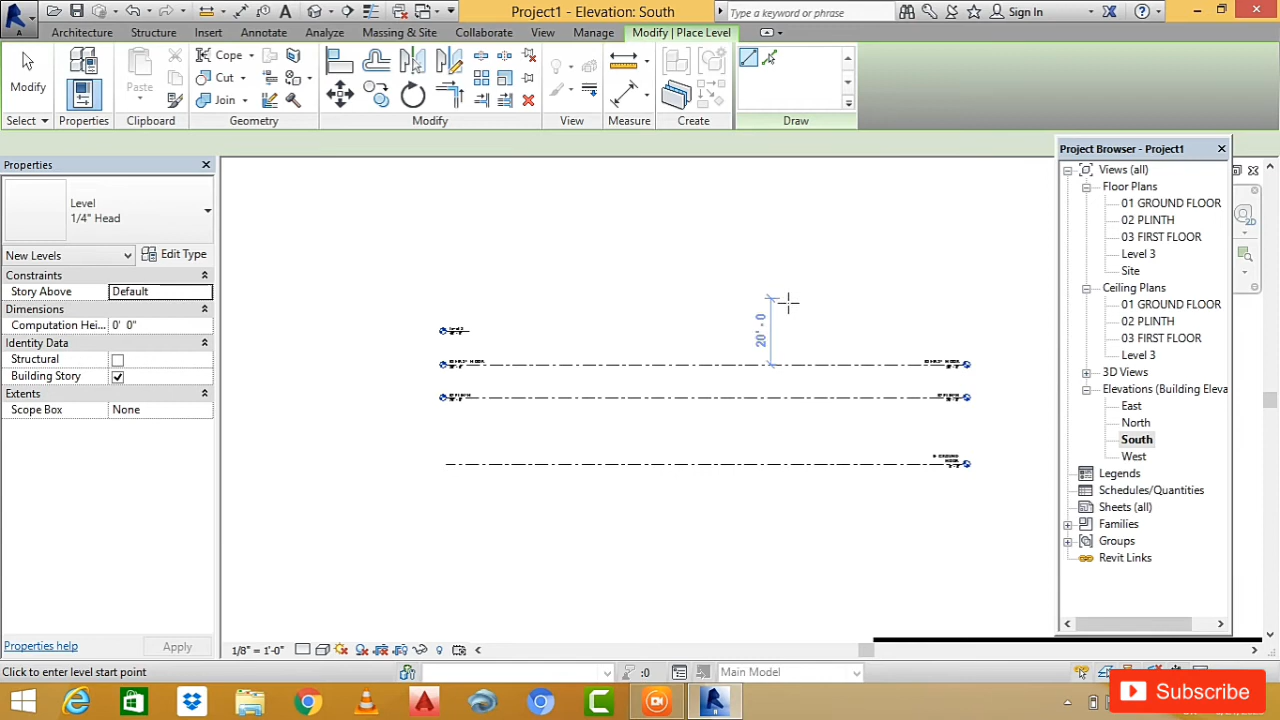 Project1 - Elevation: South
Type a keyword or phrase
Sign In
Architecture Structure Insert Annotate Analyze Massing & Site Collaborate View Manage Modify | Place Level
Modify
Paste
Cope
Cut
Join
Select Properties Clipboard Geometry Modify View Measure Create Draw
Properties
Level
1/4" Head
New Levels
Edit Type
Constraints
Story Above Default
Dimensions
Computation Hei... 0' 0"
Identity Data
Structural
Building Story
Extents
Scope Box None
Properties help
Apply
20' - 0
Project Browser - Project1
Views (all)
Floor Plans
01 GROUND FLOOR
02 PLINTH
03 FIRST FLOOR
Level 3
Site
Ceiling Plans
01 GROUND FLOOR
02 PLINTH
03 FIRST FLOOR
Level 3
3D Views
Elevations (Building Eleva
East
North
South
West
Legends
Schedules/Quantities
Sheets (all)
Families
Groups
Revit Links
1/8" = 1'-0"
Click to enter level start point
:0
Main Model
Subscribe